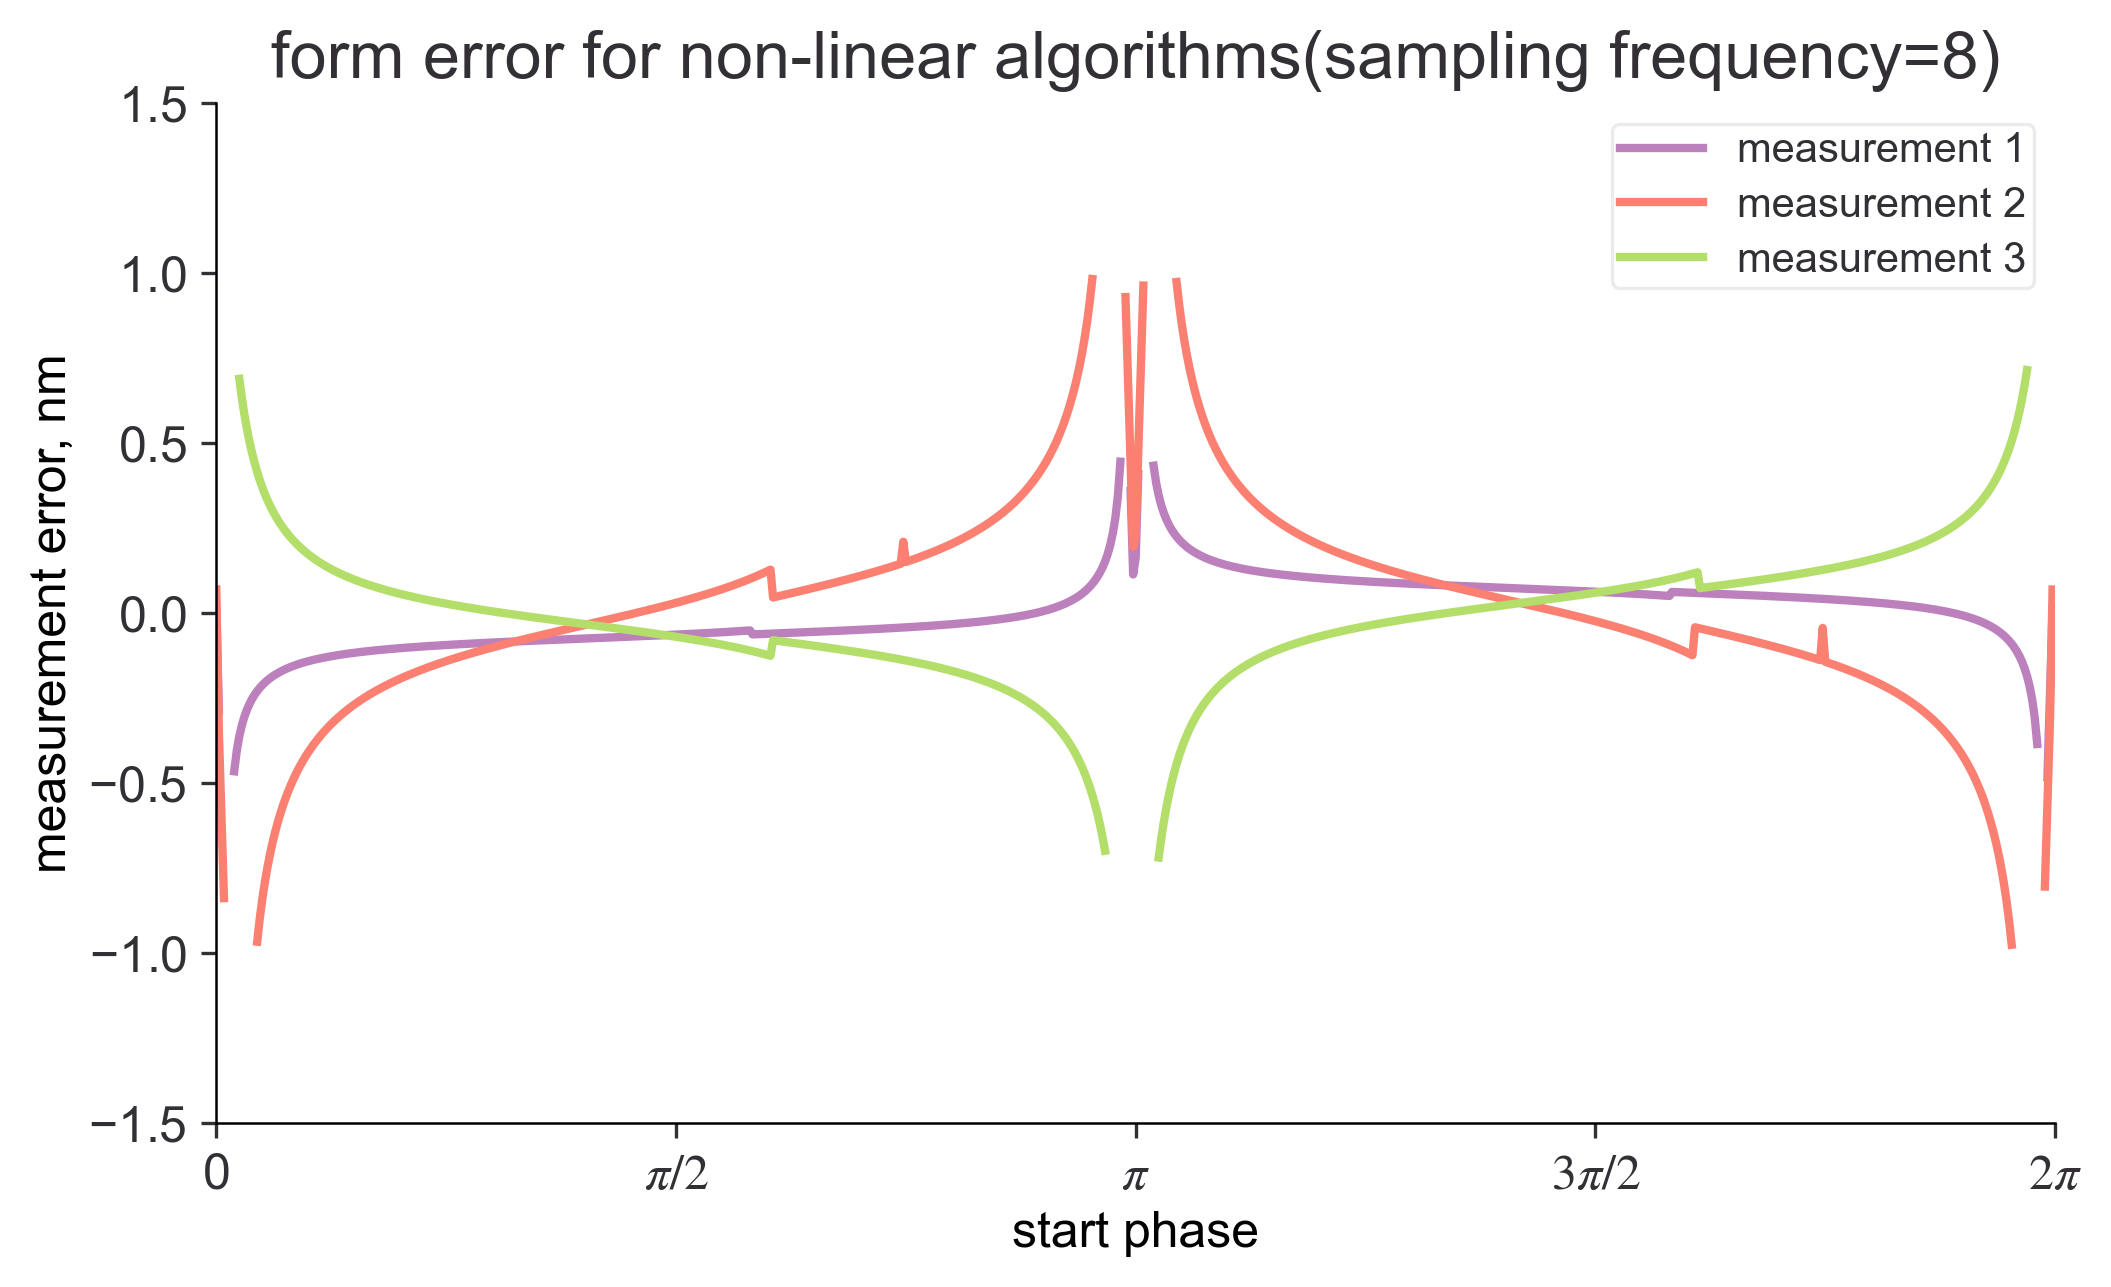 form error for non-linear algorithms(sampling frequency=8)
1.5
1.0
0.5
0.0
−0.5
−1.0
−1.5
measurement error, nm
measurement 1
measurement 2
measurement 3
0
π/2
π
3π/2
2π
start phase